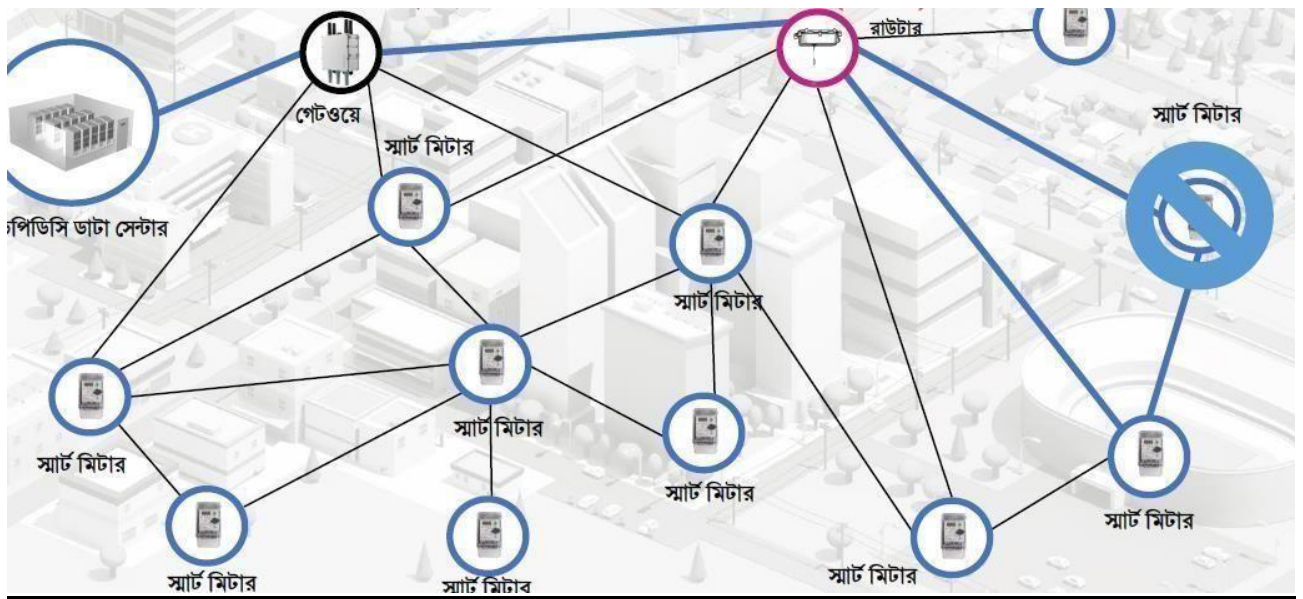 রাউটার
গেটওয়ে
স্মার্ট মিটার
স্মার্ট মিটার
পিডিসি ডাটা সেন্টার
স্মার্ট মিটার
স্মার্ট মিটার
স্মার্ট মিটার
স্মার্ট মিটার
স্মার্ট মিটার
স্মার্ট মিটার
স্মার্ট মিটার
স্মার্ট মিটার